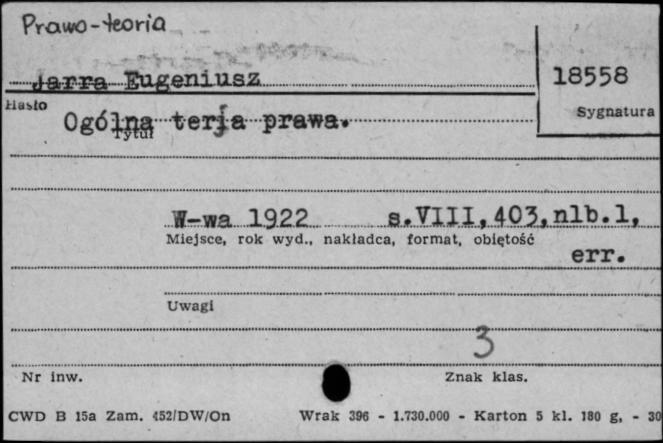 Prawo-teoria
Jarra Eugeniusz
18558
Hasło
Sygnatura
Ogólna terja prawa.
Tytuł
W-wa 1922 s.VIII,403,nlb.1,
Miejsce, rok wyd., nakładca, format, objętość
err.
Uwagi
3
Nr inw.
Znak klas.
CWD B 15a Zam. 452/DW/On Wrak 396 - 1.730.000 - Karton 5 kl. 180 g, - 30